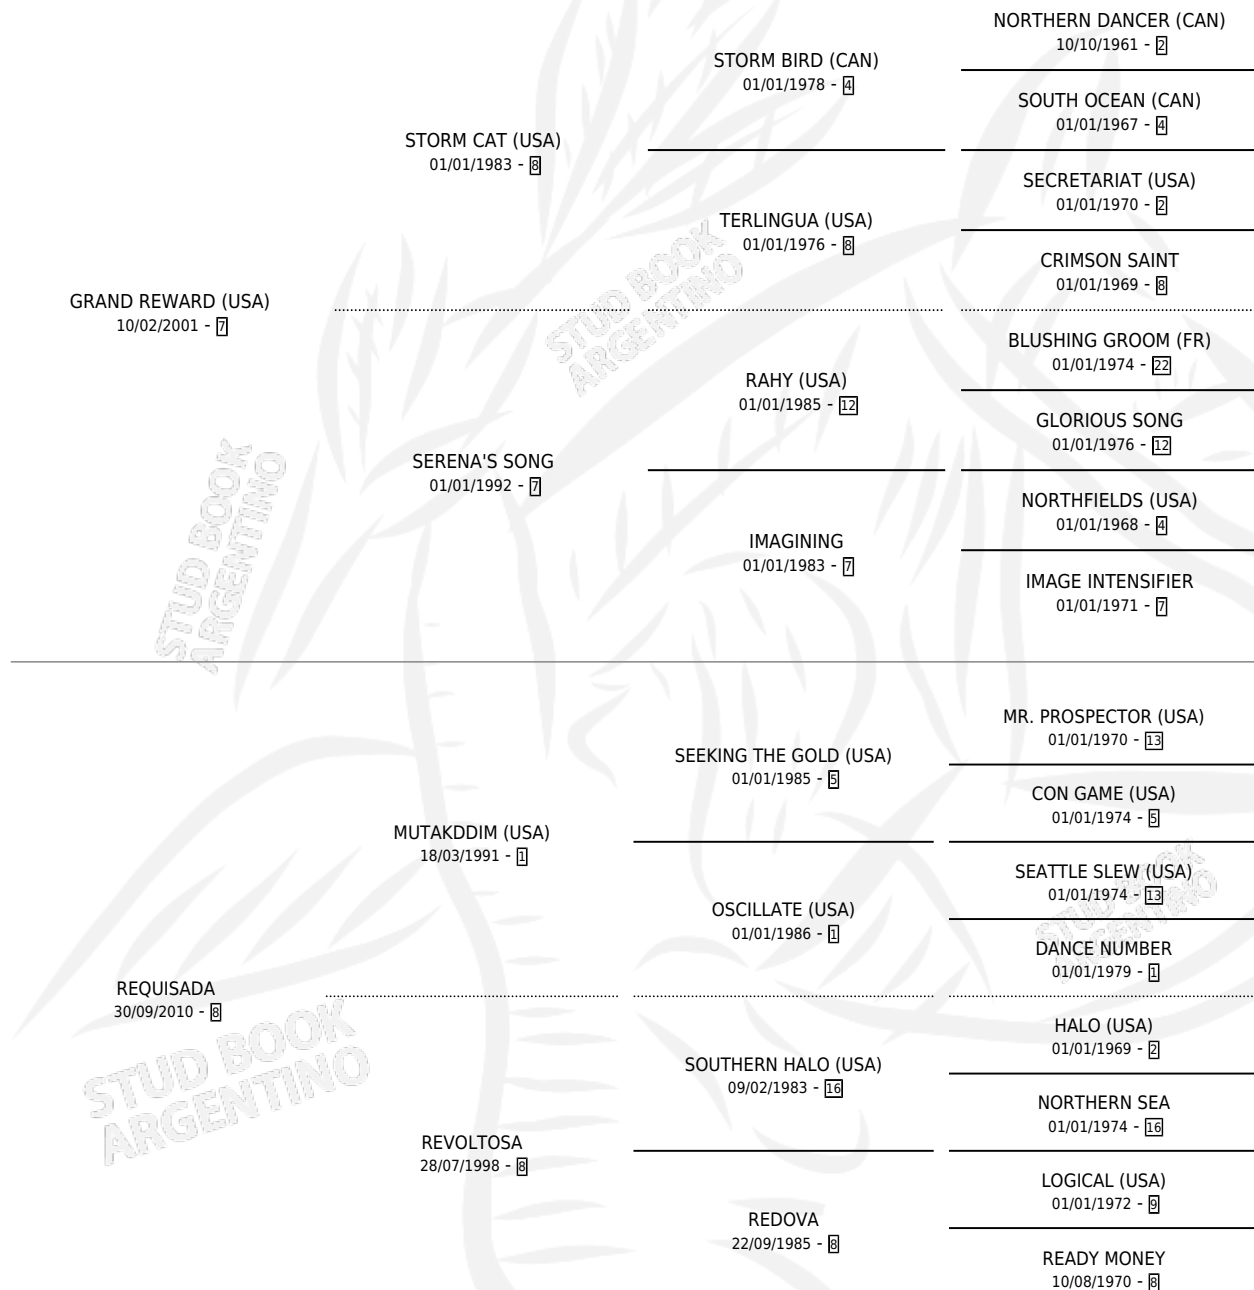 NORTHERN DANCER (CAN)
10/10/1961 - 2
STORM BIRD (CAN)
01/01/1978 - 4
SOUTH OCEAN (CAN)
01/01/1967 - 4
STORM CAT (USA)
01/01/1983 - 8
SECRETARIAT (USA)
01/01/1970 - 2
TERLINGUA (USA)
01/01/1976 - 8
CRIMSON SAINT
01/01/1969 - 8
GRAND REWARD (USA)
10/02/2001 - 7
BLUSHING GROOM (FR)
01/01/1974 - 22
RAHY (USA)
01/01/1985 - 12
GLORIOUS SONG
01/01/1976 - 12
SERENA'S SONG
01/01/1992 - 7
NORTHFIELDS (USA)
01/01/1968 - 4
IMAGINING
01/01/1983 - 7
IMAGE INTENSIFIER
01/01/1971 - 7
MR. PROSPECTOR (USA)
01/01/1970 - 13
SEEKING THE GOLD (USA)
01/01/1985 - 5
CON GAME (USA)
01/01/1974 - 5
MUTAKDDIM (USA)
18/03/1991 - 1
SEATTLE SLEW (USA)
01/01/1974 - 13
OSCILLATE (USA)
01/01/1986 - 1
DANCE NUMBER
01/01/1979 - 1
REQUISADA
30/09/2010 - 8
HALO (USA)
01/01/1969 - 2
SOUTHERN HALO (USA)
09/02/1983 - 16
NORTHERN SEA
01/01/1974 - 16
REVOLTOSA
28/07/1998 - 8
LOGICAL (USA)
01/01/1972 - 9
REDOVA
22/09/1985 - 8
READY MONEY
10/08/1970 - 8
STUD BOOK
ARGENTINO
STUD BOOK
ARGENTINO
STUD BOOK
ARGENTINO
STUD BOOK
ARGENTINO